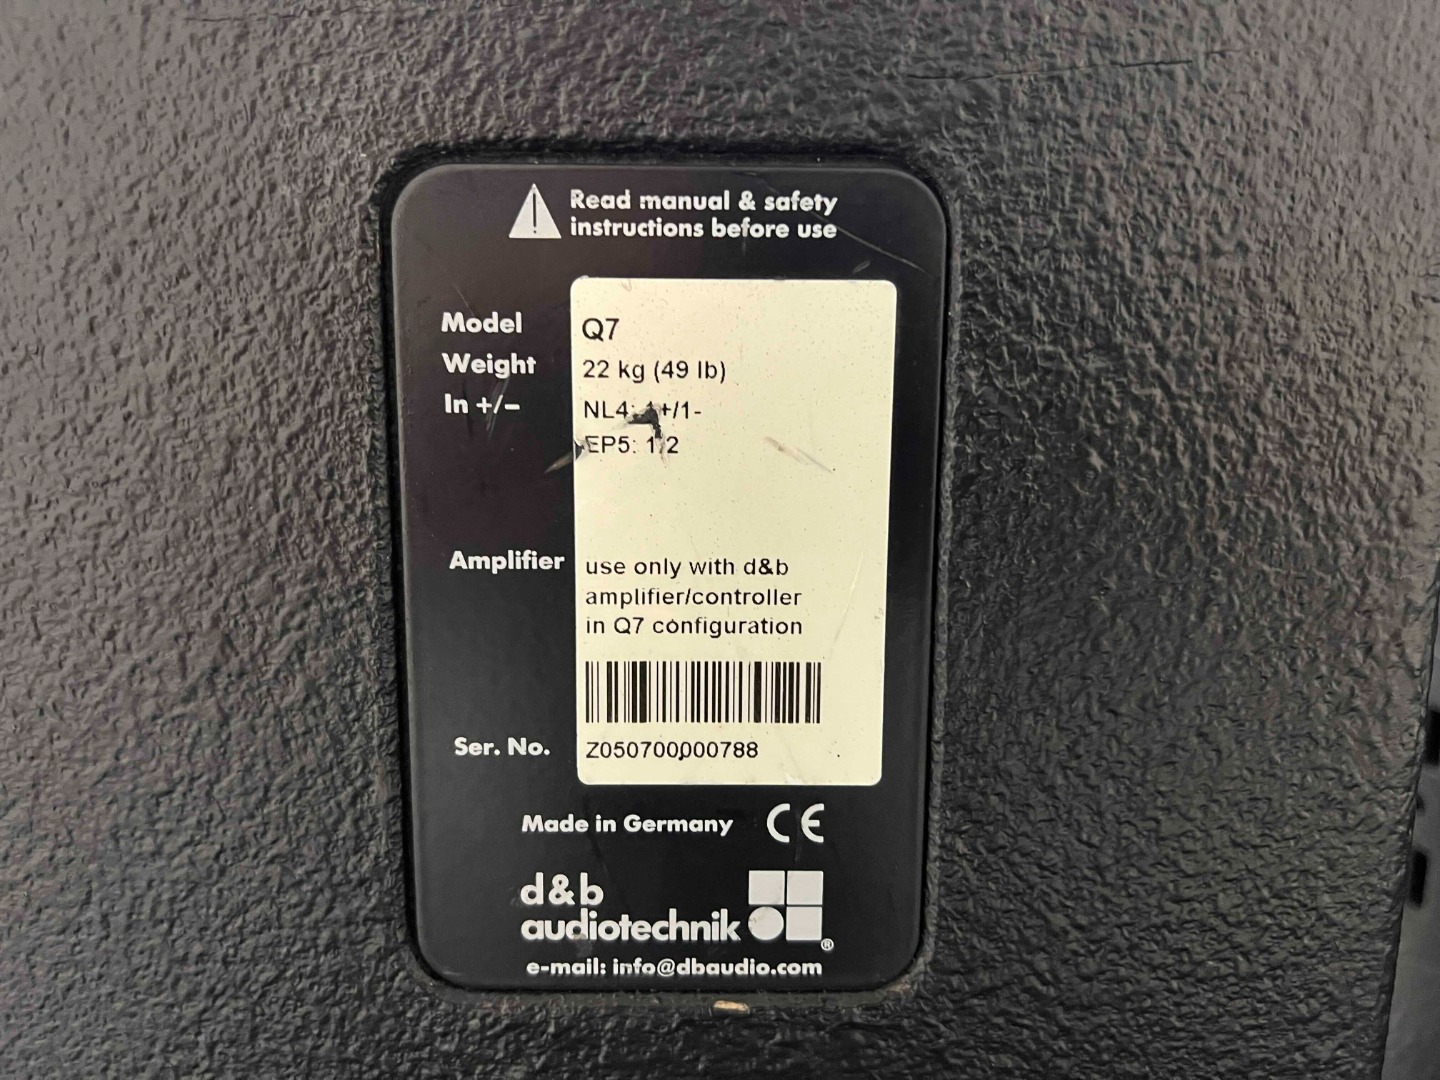 Read manual & safety
instructions before use
Model Q7
Weight 22 kg (49 lb)
In +/- NL4: 1+/1-
EP5: 1/2
Amplifier use only with d&b
amplifier/controller
in Q7 configuration
Ser. No. Z050700000788
Made in Germany CE
d&b
audiotechnik ®
e-mail: info@dbaudio.com